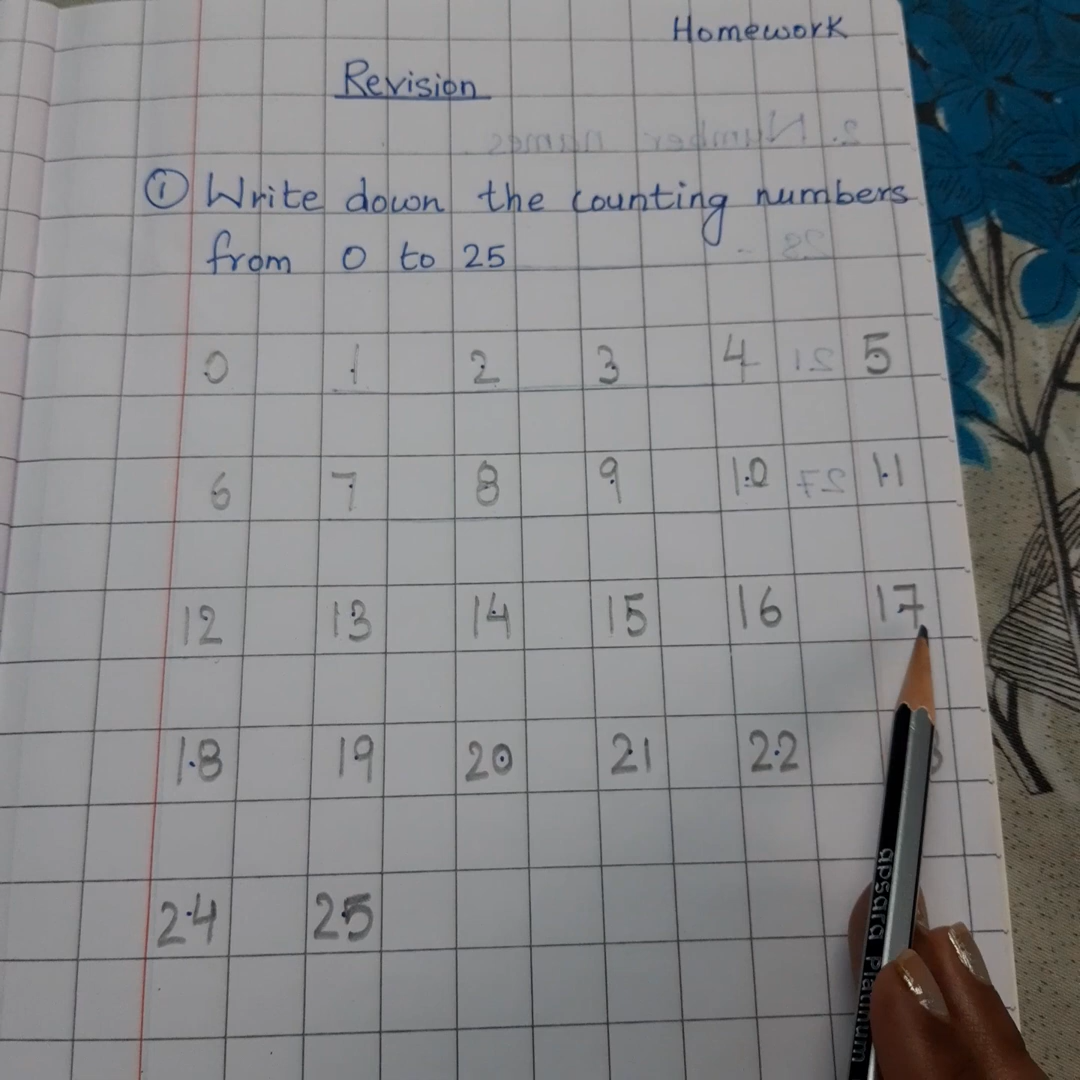 Homework
Revision
① Write down the counting numbers
from 0 to 25
0 1 2 3 4 5
6 7 8 9 10 11
12 13 14 15 16 17
18 19 20 21 22
24 25
apsara platinum